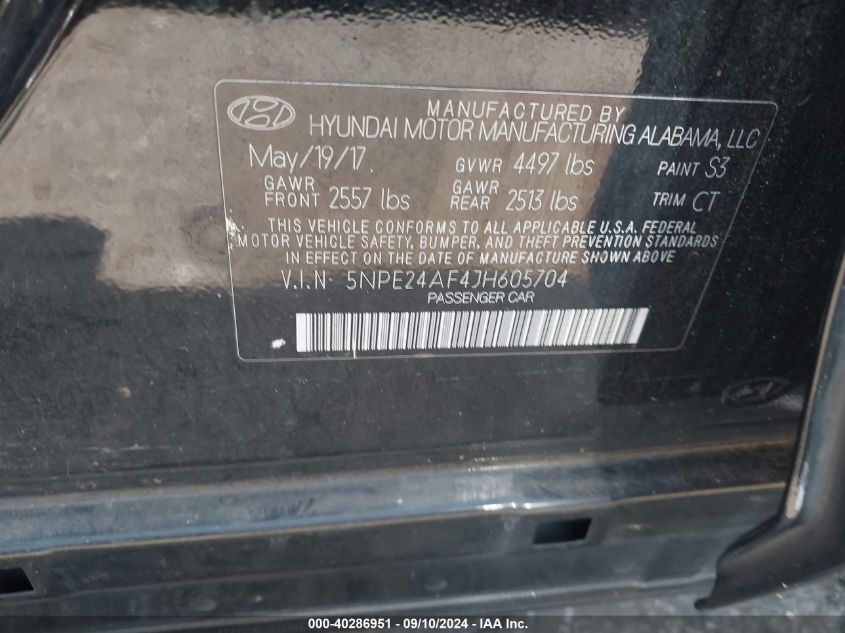 MANUFACTURED BY
HYUNDAI MOTOR MANUFACTURING ALABAMA, LLC
May/19/17. GVWR 4497 lbs PAINT S3
GAWR FRONT 2557 lbs GAWR REAR 2513 lbs TRIM CT
THIS VEHICLE CONFORMS TO ALL APPLICABLE U.S.A. FEDERAL
MOTOR VEHICLE SAFETY, BUMPER, AND THEFT PREVENTION STANDARDS
IN EFFECT ON THE DATE OF MANUFACTURE SHOWN ABOVE.
V.I.N· 5NPE24AF4JH605704
PASSENGER CAR
000-40286951 - 09/10/2024 - IAAI.COM